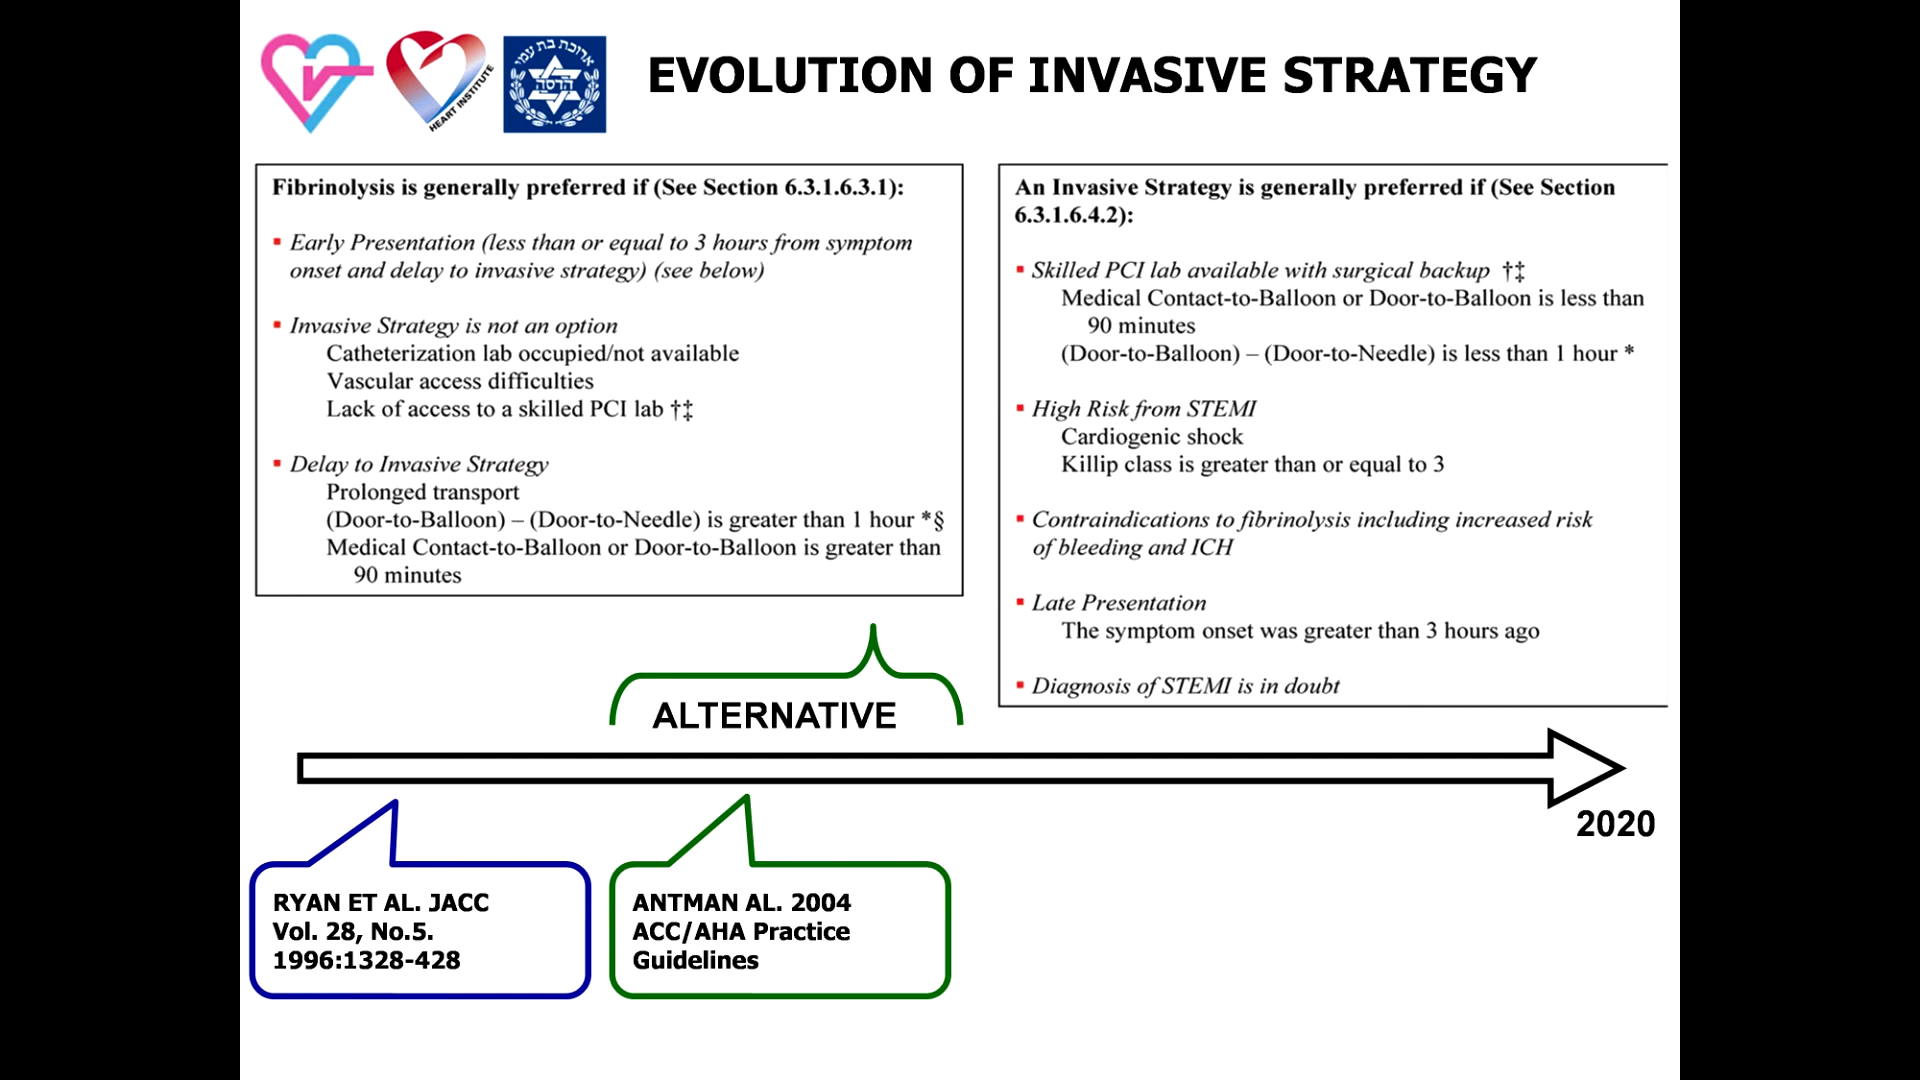 ארוכת בת עמי
הדסה
HEART INSTITUTE
EVOLUTION OF INVASIVE STRATEGY
Fibrinolysis is generally preferred if (See Section 6.3.1.6.3.1):
▪ Early Presentation (less than or equal to 3 hours from symptom
onset and delay to invasive strategy) (see below)
▪ Invasive Strategy is not an option
Catheterization lab occupied/not available
Vascular access difficulties
Lack of access to a skilled PCI lab †‡
▪ Delay to Invasive Strategy
Prolonged transport
(Door-to-Balloon) – (Door-to-Needle) is greater than 1 hour *§
Medical Contact-to-Balloon or Door-to-Balloon is greater than
90 minutes
An Invasive Strategy is generally preferred if (See Section
6.3.1.6.4.2):
▪ Skilled PCI lab available with surgical backup †‡
Medical Contact-to-Balloon or Door-to-Balloon is less than
90 minutes
(Door-to-Balloon) – (Door-to-Needle) is less than 1 hour *
▪ High Risk from STEMI
Cardiogenic shock
Killip class is greater than or equal to 3
▪ Contraindications to fibrinolysis including increased risk
of bleeding and ICH
▪ Late Presentation
The symptom onset was greater than 3 hours ago
▪ Diagnosis of STEMI is in doubt
ALTERNATIVE
2020
RYAN ET AL. JACC
Vol. 28, No.5.
1996:1328-428
ANTMAN AL. 2004
ACC/AHA Practice
Guidelines